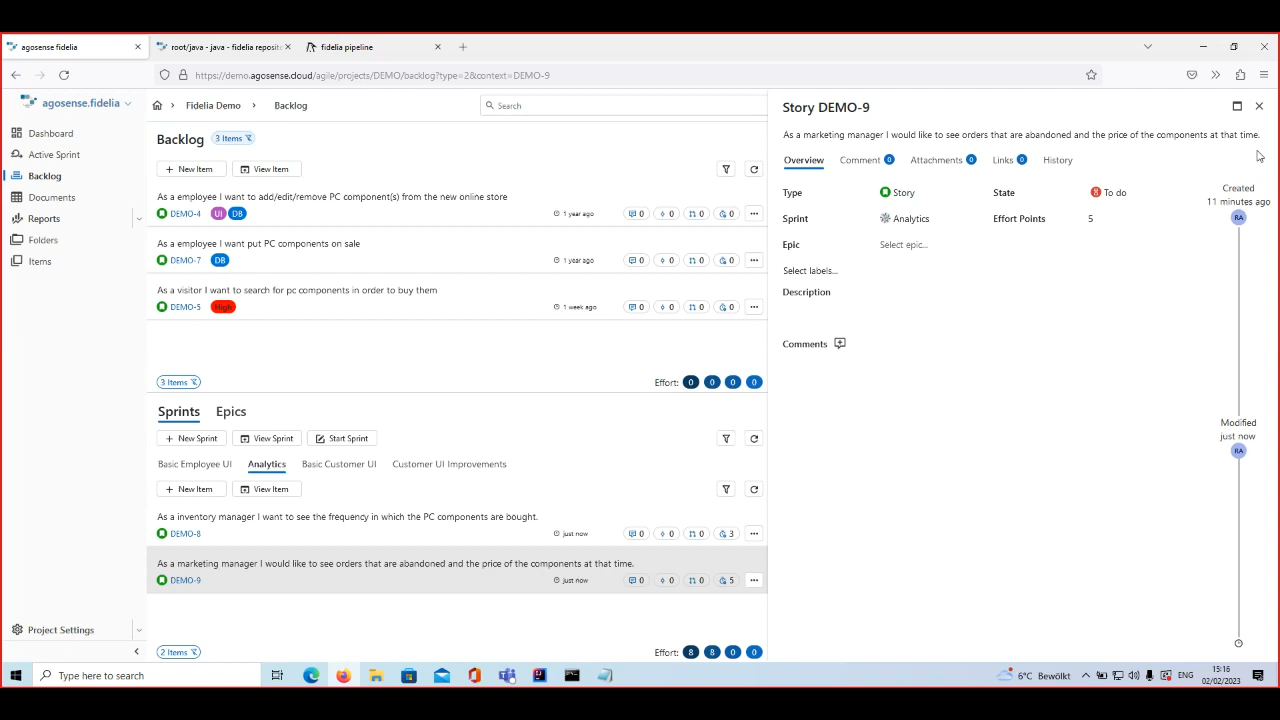 agosense fidelia
root/java - java - fidelia reposite
fidelia pipeline
https://demo.agosense.cloud/agile/projects/DEMO/backlog?type=2&context=DEMO-9
agosense.fidelia
Fidelia Demo
Backlog
Search
Dashboard
Active Sprint
Backlog
Documents
Reports
Folders
Items
Project Settings
Backlog 3 Items
New Item View Item
As a employee I want to add/edit/remove PC component(s) from the new online store
DEMO-4 UI DB 1 year ago 0 0 0 0
As a employee I want put PC components on sale
DEMO-7 DB 1 year ago 0 0 0 0
As a visitor I want to search for pc components in order to buy them
DEMO-5 High 1 week ago 0 0 0 0
3 Items Effort: 0 0 0 0
Sprints Epics
New Sprint View Sprint Start Sprint
Basic Employee UI Analytics Basic Customer UI Customer UI Improvements
New Item View Item
As a inventory manager I want to see the frequency in which the PC components are bought.
DEMO-8 just now 0 0 0 3
As a marketing manager I would like to see orders that are abandoned and the price of the components at that time.
DEMO-9 just now 0 0 0 5
2 Items Effort: 8 8 0 0
Story DEMO-9
As a marketing manager I would like to see orders that are abandoned and the price of the components at that time.
Overview Comment 0 Attachments 0 Links 0 History
Type Story State To do
Sprint Analytics Effort Points 5
Epic Select epic...
Select labels...
Description
Comments
Created
11 minutes ago
RA
Modified
just now
RA
Type here to search
6°C Bewölkt
ENG
15:16
02/02/2023